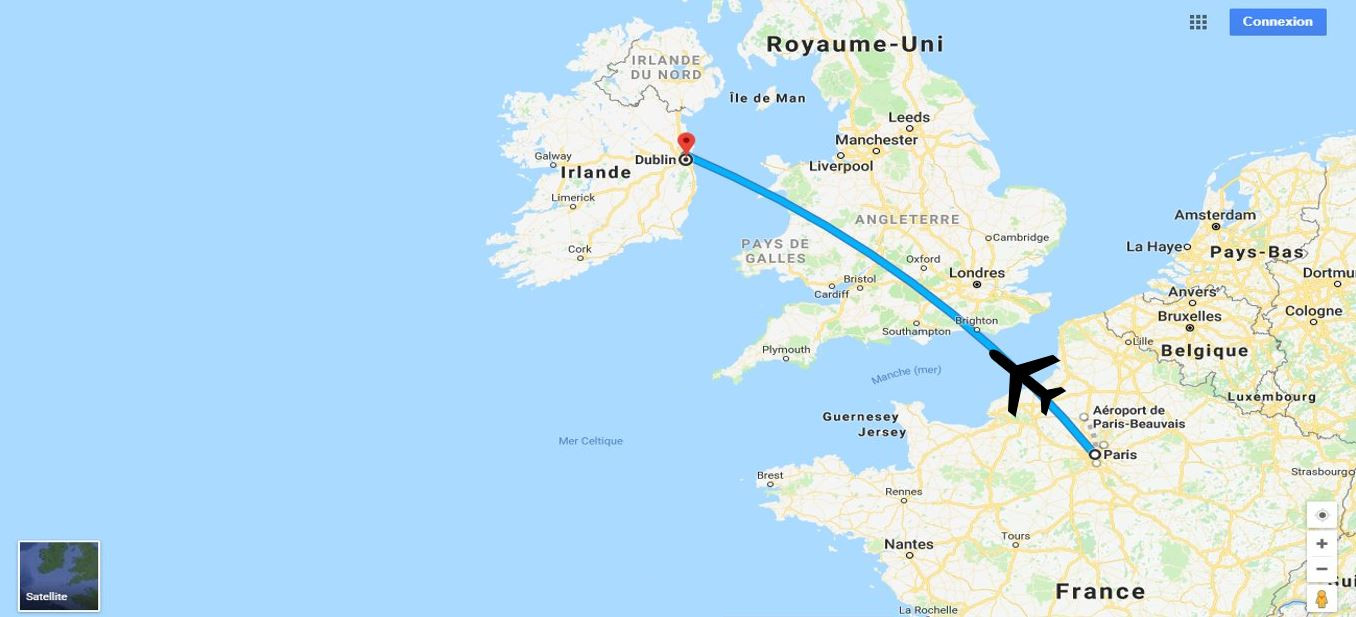 Connexion
Royaume-Uni
IRLANDE
DU NORD
Île de Man
Leeds
Manchester
Liverpool
Galway
Dublin
Irlande
Limerick
Cork
ANGLETERRE
PAYS DE
GALLES
Cambridge
Oxford
Londres
Bristol
Cardiff
Brighton
Southampton
Plymouth
Amsterdam
La Haye
Pays-Bas
Dortmu
Anvers
Bruxelles
Cologne
Lille
Belgique
Manche (mer)
Luxembourg
Guernesey
Jersey
Aéroport de
Paris-Beauvais
Mer Celtique
Paris
Brest
Rennes
Strasbourg
Tours
Nantes
France
La Rochelle
Satellite